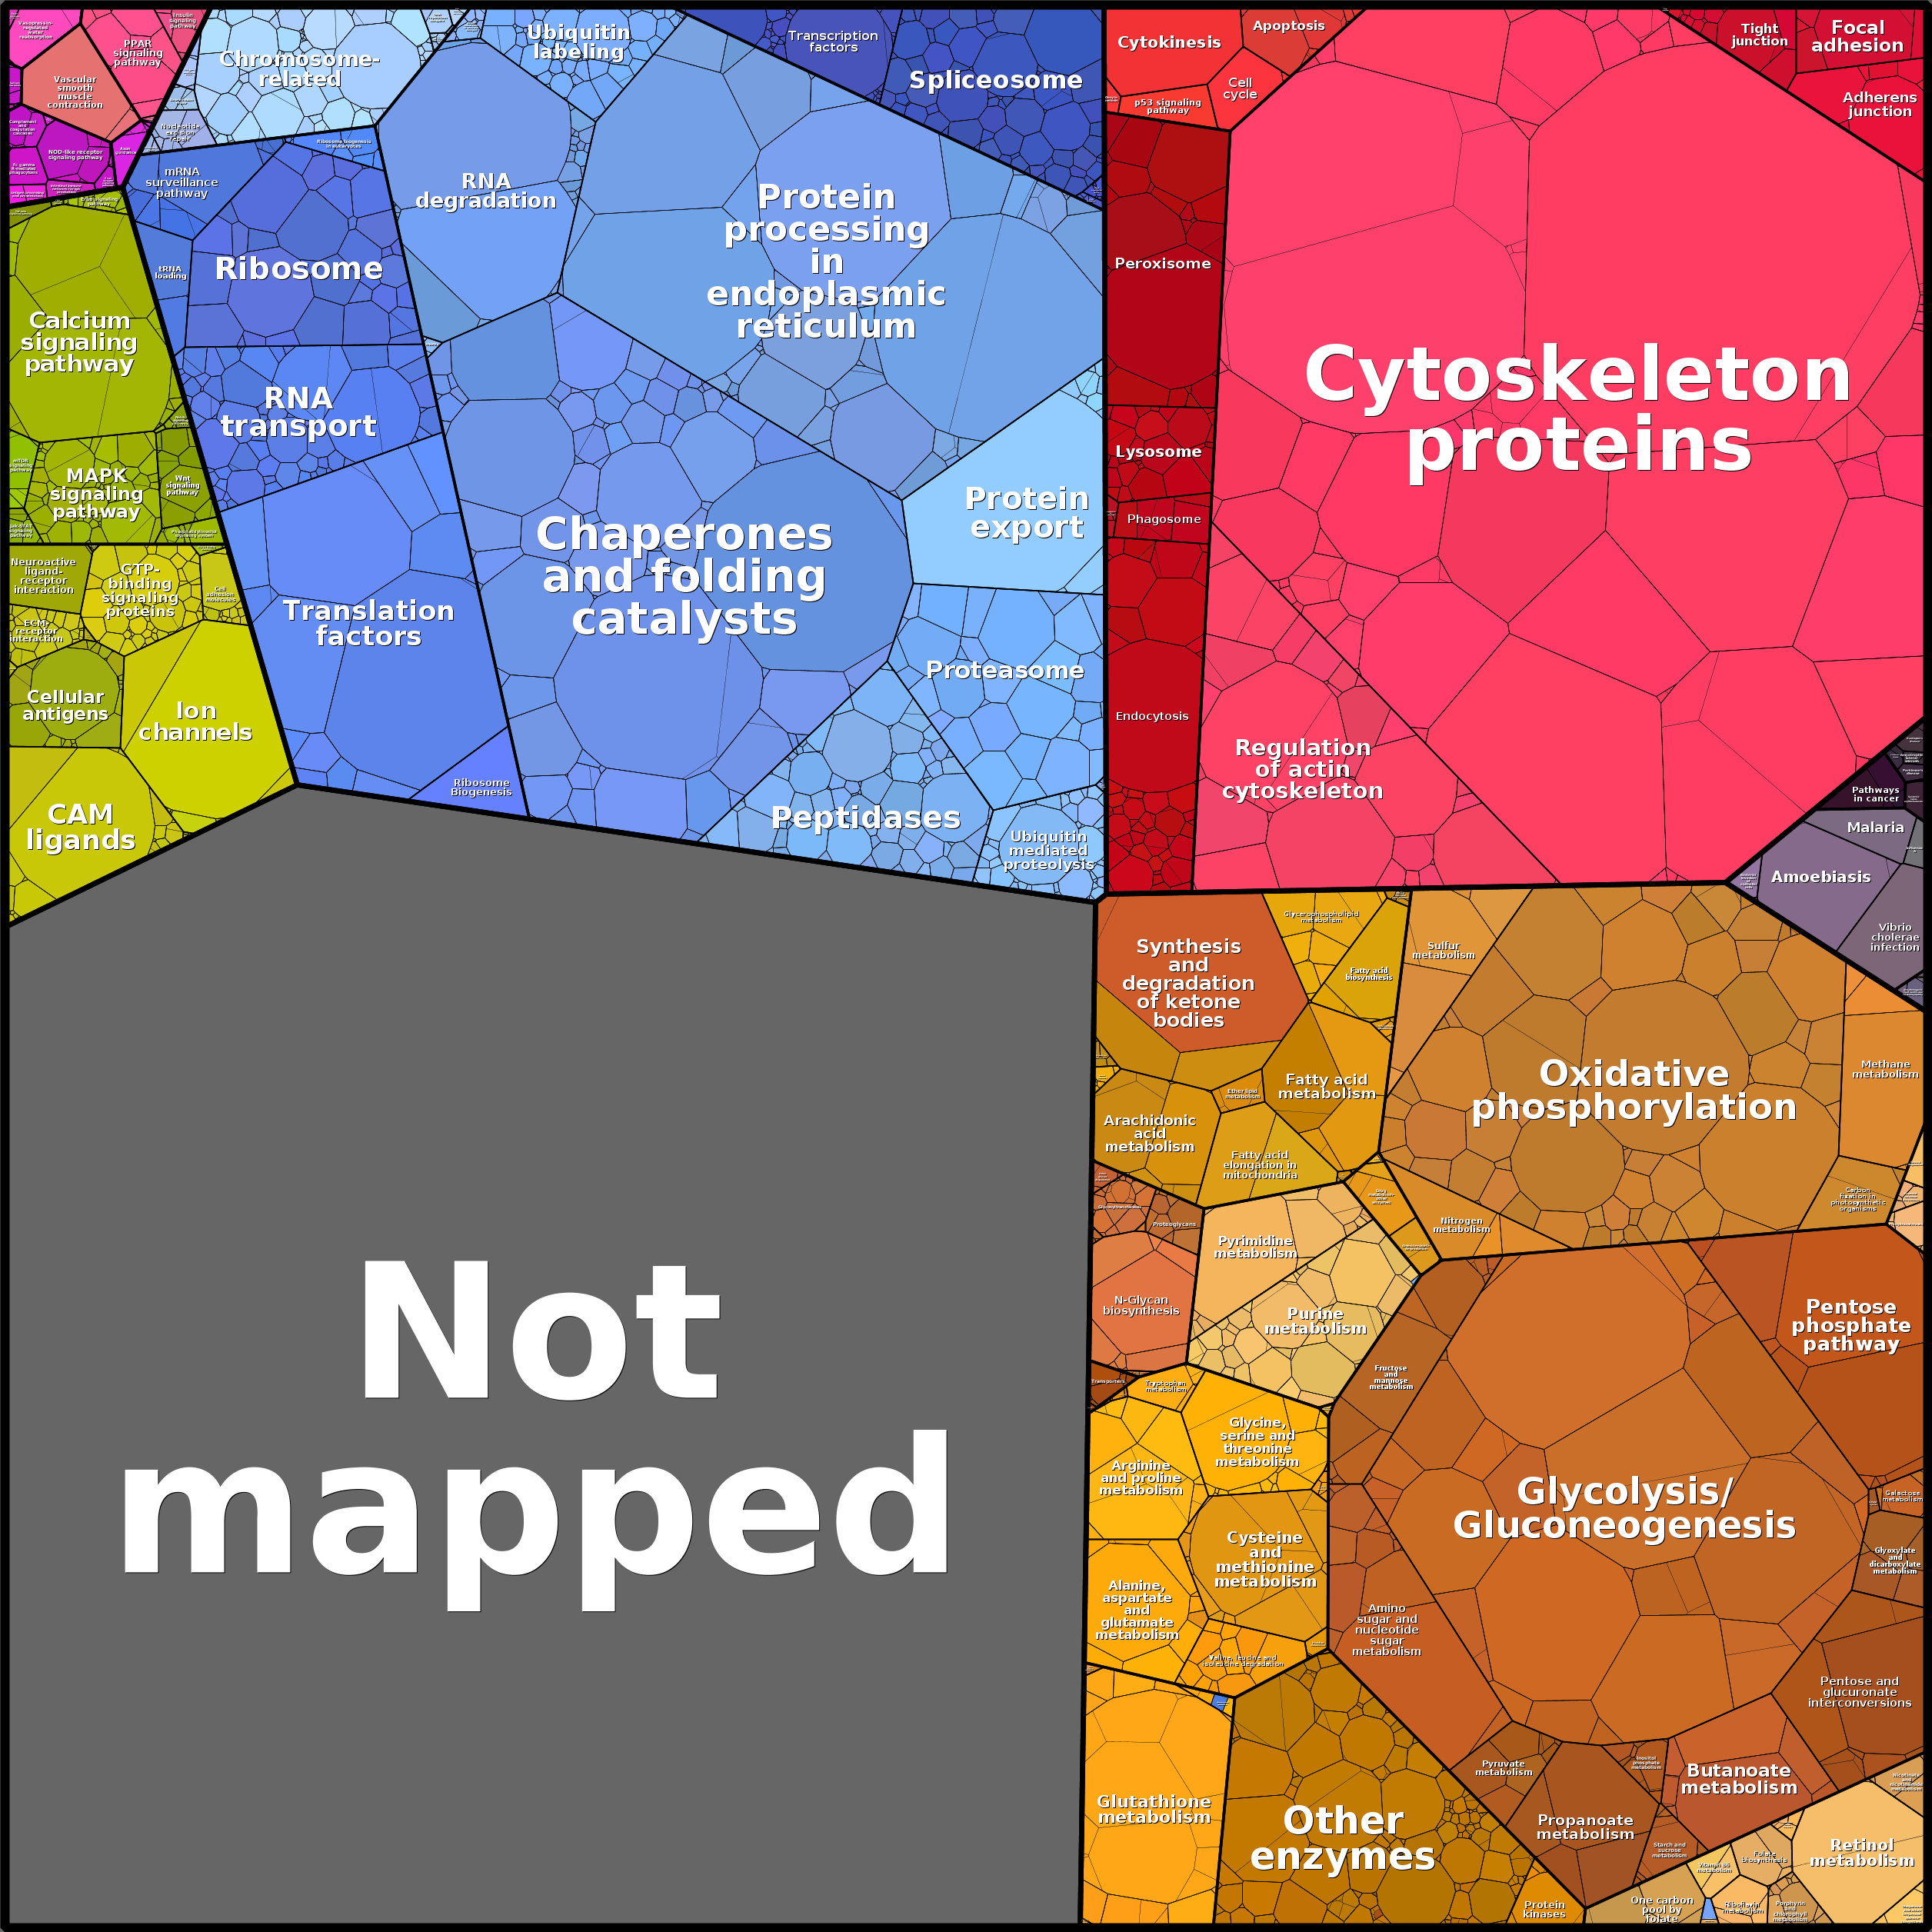 PPAR
signaling
pathway
Vascular
smooth
muscle
contraction
NOD-like receptor
signaling pathway
Chromosome-
related
Ubiquitin
labeling
Transcription
factors
Spliceosome
mRNA
surveillance
pathway
RNA
degradation
Protein
processing
in
endoplasmic
reticulum
tRNA
loading
Ribosome
RNA
transport
Translation
factors
Ribosome
Biogenesis
Chaperones
and folding
catalysts
Protein
export
Proteasome
Peptidases
Ubiquitin
mediated
proteolysis
Calcium
signaling
pathway
MAPK
signaling
pathway
Wnt
signaling
pathway
Neuroactive
ligand-
receptor
interaction
GTP-
binding
signaling
proteins
Cell
adhesion
molecules
ECM-
receptor
interaction
Cellular
antigens
Ion
channels
CAM
ligands
Not
mapped
Cytokinesis
Apoptosis
Cell
cycle
p53 signaling
pathway
Tight
junction
Focal
adhesion
Adherens
junction
Peroxisome
Lysosome
Phagosome
Endocytosis
Cytoskeleton
proteins
Regulation
of actin
cytoskeleton
Pathways
in cancer
Malaria
Amoebiasis
Vibrio
cholerae
infection
Synthesis
and
degradation
of ketone
bodies
Glycerophospholipid
metabolism
Fatty acid
biosynthesis
Sulfur
metabolism
Oxidative
phosphorylation
Methane
metabolism
Fatty acid
metabolism
Ether lipid
metabolism
Arachidonic
acid
metabolism
Fatty acid
elongation in
mitochondria
Carbon
fixation in
photosynthetic
organisms
Nitrogen
metabolism
Proteoglycans
Pyrimidine
metabolism
N-Glycan
biosynthesis
Purine
metabolism
Transporters
Tryptophan
metabolism
Fructose
and
mannose
metabolism
Pentose
phosphate
pathway
Glycine,
serine and
threonine
metabolism
Arginine
and proline
metabolism
Glycolysis/
Gluconeogenesis
Galactose
metabolism
Glyoxylate
and
dicarboxylate
metabolism
Cysteine
and
methionine
metabolism
Alanine,
aspartate
and
glutamate
metabolism
Valine, leucine and
isoleucine degradation
Amino
sugar and
nucleotide
sugar
metabolism
Pentose and
glucuronate
interconversions
Glutathione
metabolism
Other
enzymes
Pyruvate
metabolism
Inositol
phosphate
metabolism
Butanoate
metabolism
Propanoate
metabolism
Starch and
sucrose
metabolism
Retinol
metabolism
Vitamin B6
metabolism
Folate
biosynthesis
Protein
kinases
One carbon
pool by
folate
Riboflavin
metabolism